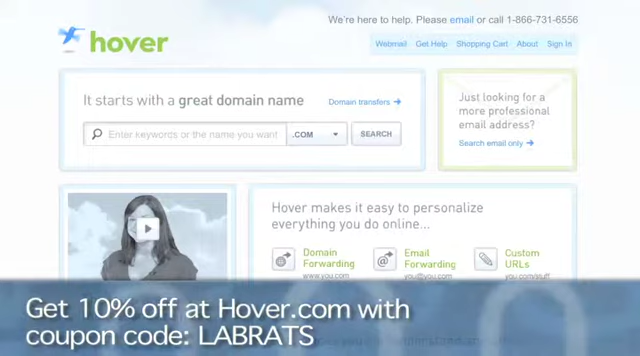 We're here to help. Please email or call 1-866-731-6556
hover
Webmail Get Help Shopping Cart About Sign In
It starts with a great domain name
Domain transfers
Enter keywords or the name you want
.COM
SEARCH
Just looking for a
more professional
email address?
Search email only
Hover makes it easy to personalize
everything you do online...
Domain
Forwarding
www.you.com
Email
Forwarding
you@you.com
Custom
URLs
you.com/stuff
Get 10% off at Hover.com with
coupon code: LABRATS